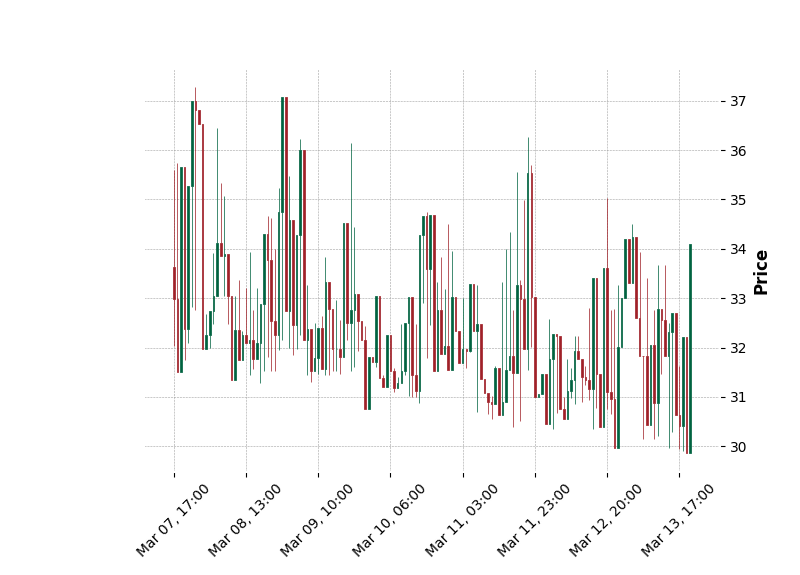 37
36
35
34
33
32
31
30
Price
Mar 07, 17:00
Mar 08, 13:00
Mar 09, 10:00
Mar 10, 06:00
Mar 11, 03:00
Mar 11, 23:00
Mar 12, 20:00
Mar 13, 17:00